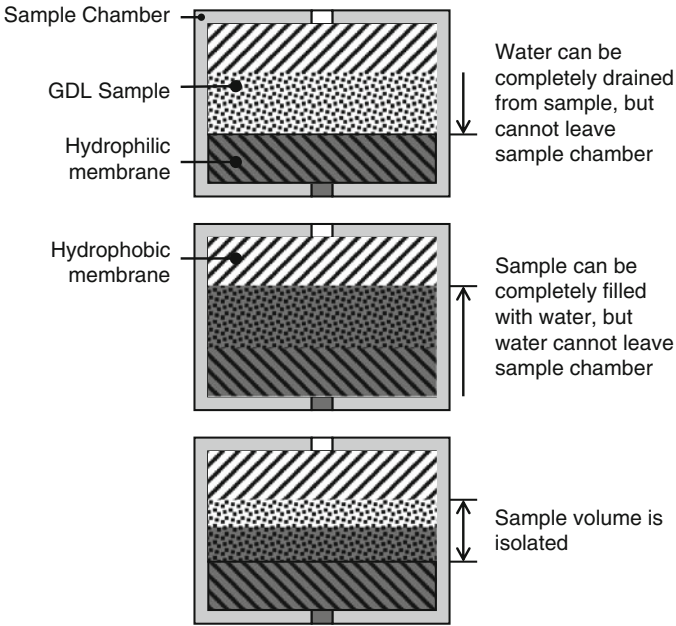 Sample Chamber
GDL Sample
Hydrophilic
membrane
Water can be
completely drained
from sample, but
cannot leave
sample chamber
Hydrophobic
membrane
Sample can be
completely filled
with water, but
water cannot leave
sample chamber
Sample volume is
isolated